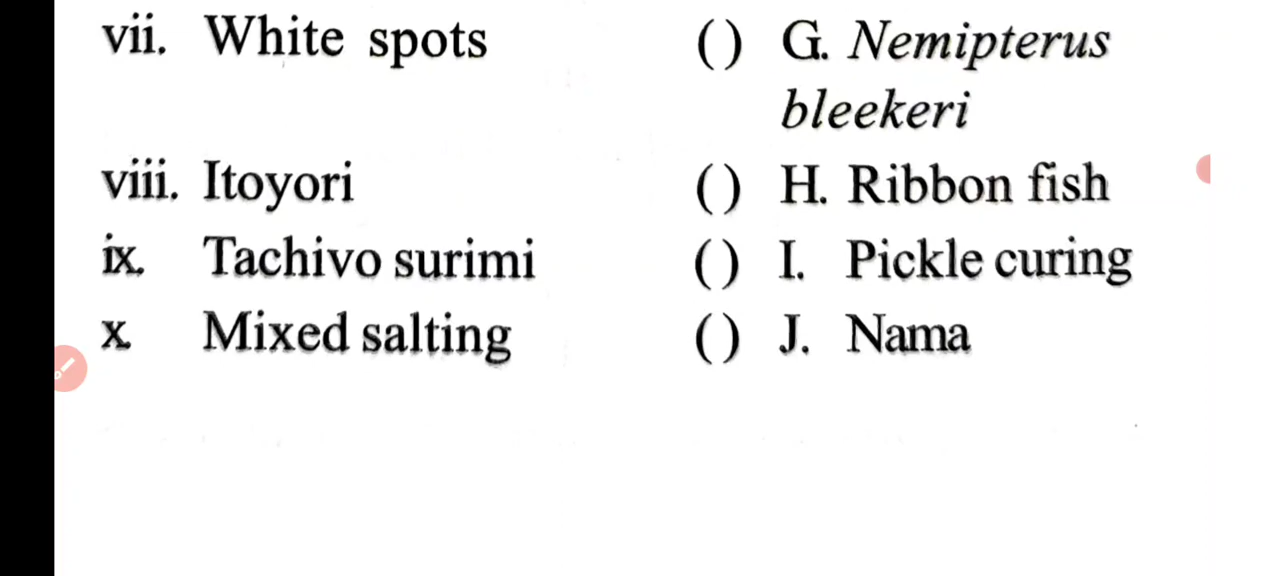 vii. White spots () G. Nemipterus
bleekeri
viii. Itoyori () H. Ribbon fish
ix. Tachivo surimi () I. Pickle curing
x. Mixed salting () J. Nama